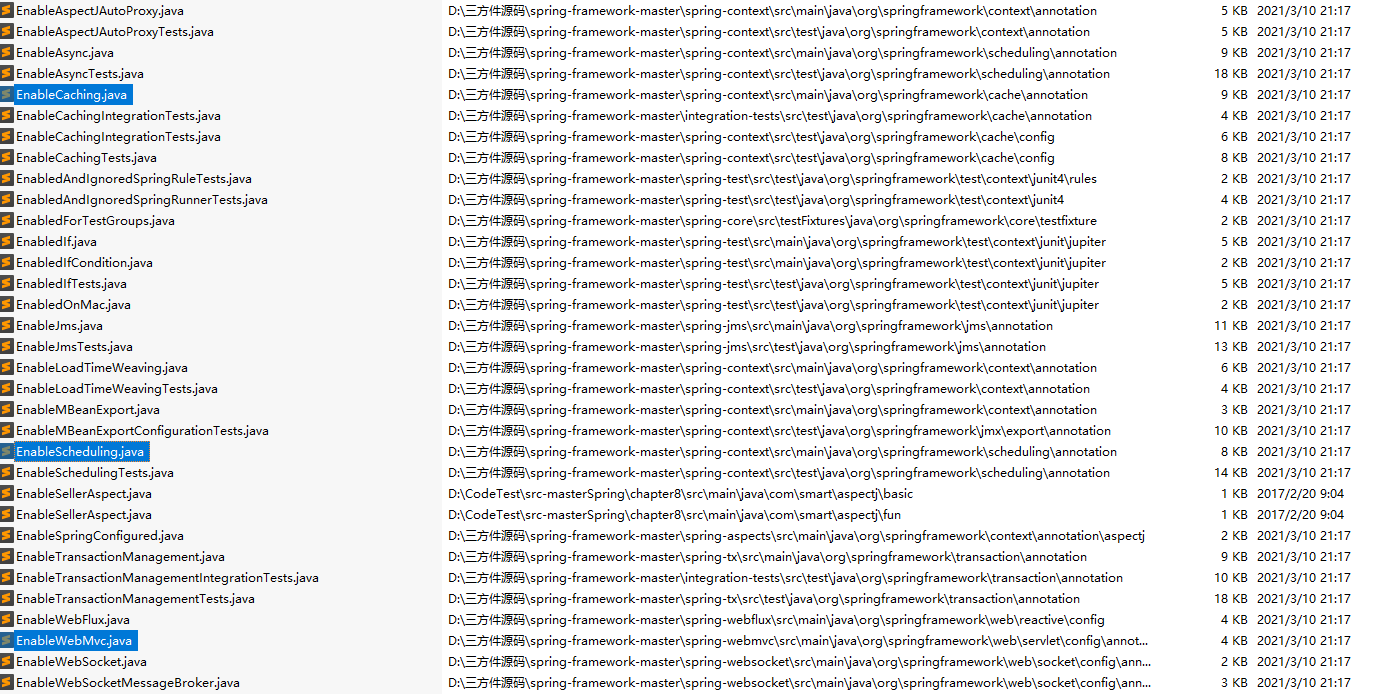 EnableAspectJAutoProxy.java D:\三方件源码\spring-framework-master\spring-context\src\main\java\org\springframework\context\annotation 5 KB 2021/3/10 21:17
EnableAspectJAutoProxyTests.java D:\三方件源码\spring-framework-master\spring-context\src\test\java\org\springframework\context\annotation 5 KB 2021/3/10 21:17
EnableAsync.java D:\三方件源码\spring-framework-master\spring-context\src\main\java\org\springframework\scheduling\annotation 9 KB 2021/3/10 21:17
EnableAsyncTests.java D:\三方件源码\spring-framework-master\spring-context\src\test\java\org\springframework\scheduling\annotation 18 KB 2021/3/10 21:17
EnableCaching.java D:\三方件源码\spring-framework-master\spring-context\src\main\java\org\springframework\cache\annotation 9 KB 2021/3/10 21:17
EnableCachingIntegrationTests.java D:\三方件源码\spring-framework-master\integration-tests\src\test\java\org\springframework\cache\annotation 4 KB 2021/3/10 21:17
EnableCachingIntegrationTests.java D:\三方件源码\spring-framework-master\spring-context\src\test\java\org\springframework\cache\config 6 KB 2021/3/10 21:17
EnableCachingTests.java D:\三方件源码\spring-framework-master\spring-context\src\test\java\org\springframework\cache\config 8 KB 2021/3/10 21:17
EnabledAndIgnoredSpringRuleTests.java D:\三方件源码\spring-framework-master\spring-test\src\test\java\org\springframework\test\context\junit4\rules 2 KB 2021/3/10 21:17
EnabledAndIgnoredSpringRunnerTests.java D:\三方件源码\spring-framework-master\spring-test\src\test\java\org\springframework\test\context\junit4 4 KB 2021/3/10 21:17
EnabledForTestGroups.java D:\三方件源码\spring-framework-master\spring-core\src\testFixtures\java\org\springframework\core\testfixture 2 KB 2021/3/10 21:17
EnabledIf.java D:\三方件源码\spring-framework-master\spring-test\src\main\java\org\springframework\test\context\junit\jupiter 5 KB 2021/3/10 21:17
EnabledIfCondition.java D:\三方件源码\spring-framework-master\spring-test\src\main\java\org\springframework\test\context\junit\jupiter 2 KB 2021/3/10 21:17
EnabledIfTests.java D:\三方件源码\spring-framework-master\spring-test\src\test\java\org\springframework\test\context\junit\jupiter 5 KB 2021/3/10 21:17
EnabledOnMac.java D:\三方件源码\spring-framework-master\spring-test\src\test\java\org\springframework\test\context\junit\jupiter 2 KB 2021/3/10 21:17
EnableJms.java D:\三方件源码\spring-framework-master\spring-jms\src\main\java\org\springframework\jms\annotation 11 KB 2021/3/10 21:17
EnableJmsTests.java D:\三方件源码\spring-framework-master\spring-jms\src\test\java\org\springframework\jms\annotation 13 KB 2021/3/10 21:17
EnableLoadTimeWeaving.java D:\三方件源码\spring-framework-master\spring-context\src\main\java\org\springframework\context\annotation 6 KB 2021/3/10 21:17
EnableLoadTimeWeavingTests.java D:\三方件源码\spring-framework-master\spring-context\src\test\java\org\springframework\context\annotation 4 KB 2021/3/10 21:17
EnableMBeanExport.java D:\三方件源码\spring-framework-master\spring-context\src\main\java\org\springframework\context\annotation 3 KB 2021/3/10 21:17
EnableMBeanExportConfigurationTests.java D:\三方件源码\spring-framework-master\spring-context\src\test\java\org\springframework\jmx\export\annotation 10 KB 2021/3/10 21:17
EnableScheduling.java D:\三方件源码\spring-framework-master\spring-context\src\main\java\org\springframework\scheduling\annotation 8 KB 2021/3/10 21:17
EnableSchedulingTests.java D:\三方件源码\spring-framework-master\spring-context\src\test\java\org\springframework\scheduling\annotation 14 KB 2021/3/10 21:17
EnableSellerAspect.java D:\CodeTest\src-masterSpring\chapter8\src\main\java\com\smart\aspectj\basic 1 KB 2017/2/20 9:04
EnableSellerAspect.java D:\CodeTest\src-masterSpring\chapter8\src\main\java\com\smart\aspectj\fun 1 KB 2017/2/20 9:04
EnableSpringConfigured.java D:\三方件源码\spring-framework-master\spring-aspects\src\main\java\org\springframework\context\annotation\aspectj 2 KB 2021/3/10 21:17
EnableTransactionManagement.java D:\三方件源码\spring-framework-master\spring-tx\src\main\java\org\springframework\transaction\annotation 9 KB 2021/3/10 21:17
EnableTransactionManagementIntegrationTests.java D:\三方件源码\spring-framework-master\integration-tests\src\test\java\org\springframework\transaction\annotation 10 KB 2021/3/10 21:17
EnableTransactionManagementTests.java D:\三方件源码\spring-framework-master\spring-tx\src\test\java\org\springframework\transaction\annotation 18 KB 2021/3/10 21:17
EnableWebFlux.java D:\三方件源码\spring-framework-master\spring-webflux\src\main\java\org\springframework\web\reactive\config 4 KB 2021/3/10 21:17
EnableWebMvc.java D:\三方件源码\spring-framework-master\spring-webmvc\src\main\java\org\springframework\web\servlet\config\annot... 4 KB 2021/3/10 21:17
EnableWebSocket.java D:\三方件源码\spring-framework-master\spring-websocket\src\main\java\org\springframework\web\socket\config\ann... 2 KB 2021/3/10 21:17
EnableWebSocketMessageBroker.java D:\三方件源码\spring-framework-master\spring-websocket\src\main\java\org\springframework\web\socket\config\ann... 3 KB 2021/3/10 21:17